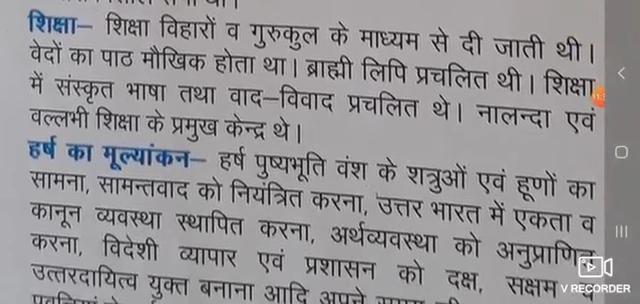 शिक्षा– शिक्षा विहारों व गुरुकुल के माध्यम से दी जाती थी।
वेदों का पाठ मौखिक होता था। ब्राह्मी लिपि प्रचलित थी। शिक्षा
में संस्कृत भाषा तथा वाद–विवाद प्रचलित थे। नालन्दा एवं
वल्लभी शिक्षा के प्रमुख केन्द्र थे।
हर्ष का मूल्यांकन– हर्ष पुष्यभूति वंश के शत्रुओं एवं हूणों का
सामना, सामन्तवाद को नियंत्रित करना, उत्तर भारत में एकता व
कानून व्यवस्था स्थापित करना, अर्थव्यवस्था को अनुप्राणित
करना, विदेशी व्यापार एवं प्रशासन को दक्ष, सक्षम
उत्तरदायित्व युक्त बनाना आदि अपने
V RECORDER